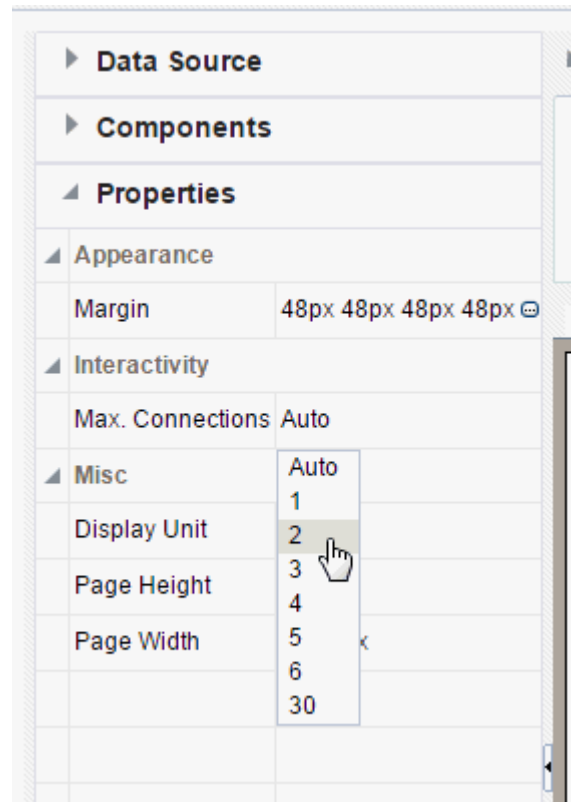 Data Source
Components
Properties
Appearance
Margin 48px 48px 48px 48px
Interactivity
Max. Connections Auto
Misc
Auto
1
Display Unit
2
3
Page Height
4
Page Width
5 x
6
30